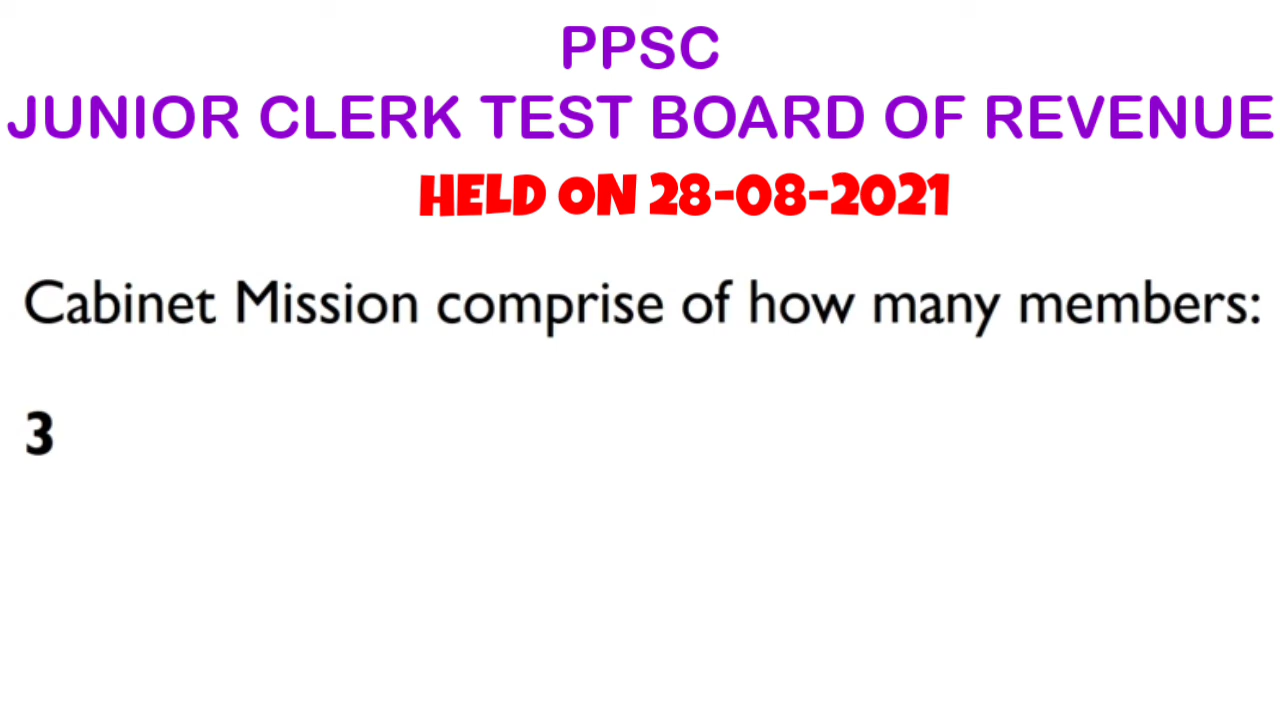 PPSC
JUNIOR CLERK TEST BOARD OF REVENUE
HELD ON 28-08-2021
Cabinet Mission comprise of how many members:
3